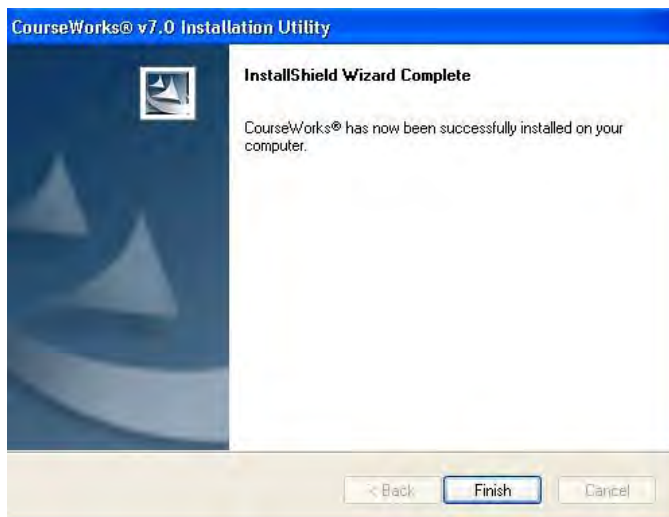 CourseWorks® v7.0 Installation Utility
InstallShield Wizard Complete
CourseWorks® has now been successfully installed on your
computer.
< Back Finish Cancel